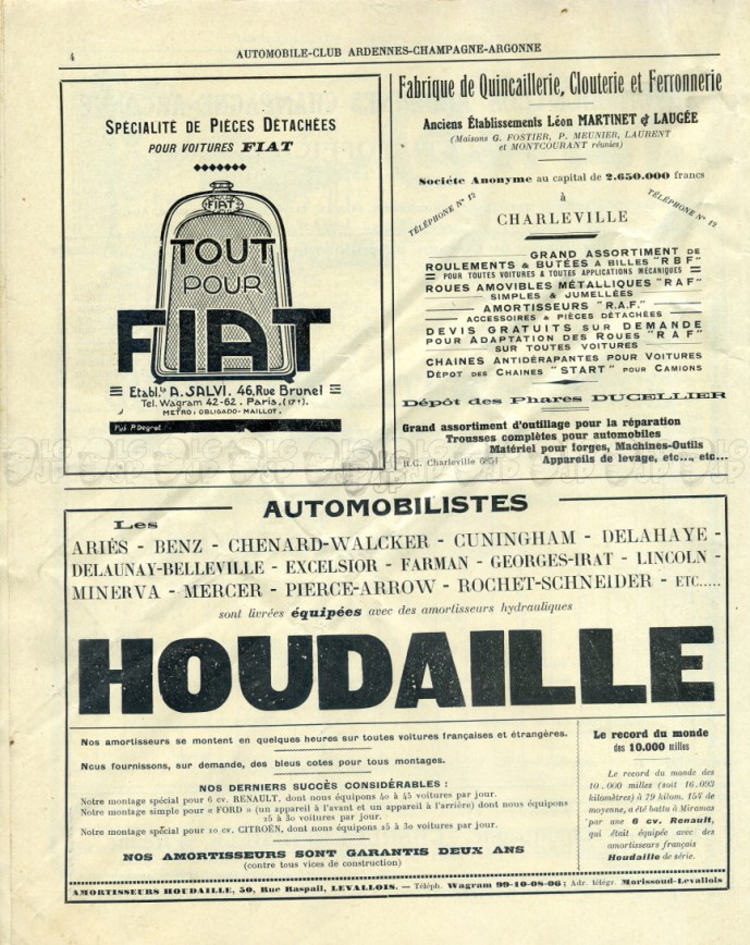 4
AUTOMOBILE-CLUB ARDENNES-CHAMPAGNE-ARGONNE
SPÉCIALITÉ DE PIÈCES DÉTACHÉES
POUR VOITURES FIAT
FIAT
TOUT
POUR
FIAT
Etabl.ts A. SALVI. 46, Rue Brunel
Tel. Wagram 42-62. Paris. (17e).
METRO: OBLIGADO-MAILLOT.
Pub P. Degret
Fabrique de Quincaillerie, Clouterie et Ferronnerie
Anciens Établissements Léon MARTINET & LAUGÉE
(Maisons G. FOSTIER, P. MEUNIER, LAURENT
et MONTCOURANT réunies)
Société Anonyme au capital de 2.650.000 francs
à
TÉLÉPHONE N° 12
CHARLEVILLE
TÉLÉPHONE N° 12
GRAND ASSORTIMENT DE
ROULEMENTS & BUTÉES A BILLES "RBF"
POUR TOUTES VOITURES & TOUTES APPLICATIONS MÉCANIQUES
ROUES AMOVIBLES MÉTALLIQUES "RAF"
SIMPLES & JUMELLÉES
AMORTISSEURS "R.A.F."
ACCESSOIRES & PIÈCES DÉTACHÉES
DEVIS GRATUITS SUR DEMANDE
POUR ADAPTATION DES ROUES "RAF"
SUR TOUTES VOITURES
CHAINES ANTIDÉRAPANTES POUR VOITURES
DÉPOT DES CHAINES "START" POUR CAMIONS
Dépôt des Phares DUCELLIER
Grand assortiment d'outillage pour la réparation
Trousses complètes pour automobiles
Matériel pour forges, Machines-Outils
R.G. Charleville 6854
Appareils de levage, etc..., etc...
AUTOMOBILISTES
Les
ARIÉS - BENZ - CHENARD-WALCKER - CUNINGHAM - DELAHAYE -
DELAUNAY-BELLEVILLE - EXCELSIOR - FARMAN - GEORGES-IRAT - LINCOLN -
MINERVA - MERCER - PIERCE-ARROW - ROCHET-SCHNEIDER - ETC.....
sont livrées équipées avec des amortisseurs hydrauliques
HOUDAILLE
Nos amortisseurs se montent en quelques heures sur toutes voitures françaises et étrangères.
Nous fournissons, sur demande, des bleus cotes pour tous montages.
NOS DERNIERS SUCCÈS CONSIDÉRABLES :
Notre montage spécial pour 6 cv. RENAULT, dont nous équipons 40 à 45 voitures par jour.
Notre montage simple pour « FORD » (un appareil à l'avant et un appareil à l'arrière) dont nous équipons
25 à 30 voitures par jour.
Notre montage spécial pour 10 cv. CITROËN, dont nous équipons 25 à 30 voitures par jour.
NOS AMORTISSEURS SONT GARANTIS DEUX ANS
(contre tous vices de construction)
Le record du monde
des 10.000 milles
Le record du monde des
10.000 milles (soit 16.093
kilomètres) à 79 kilom. 154 de
moyenne, a été battu à Miramas
par une 6 cv. Renault,
qui était équipée avec des
amortisseurs français
Houdaille de série.
AMORTISSEURS HOUDAILLE, 50, Rue Raspail, LEVALLOIS. — Téléph. Wagram 99-10-08-96; Adr. télégr. Morissoud-Levallois